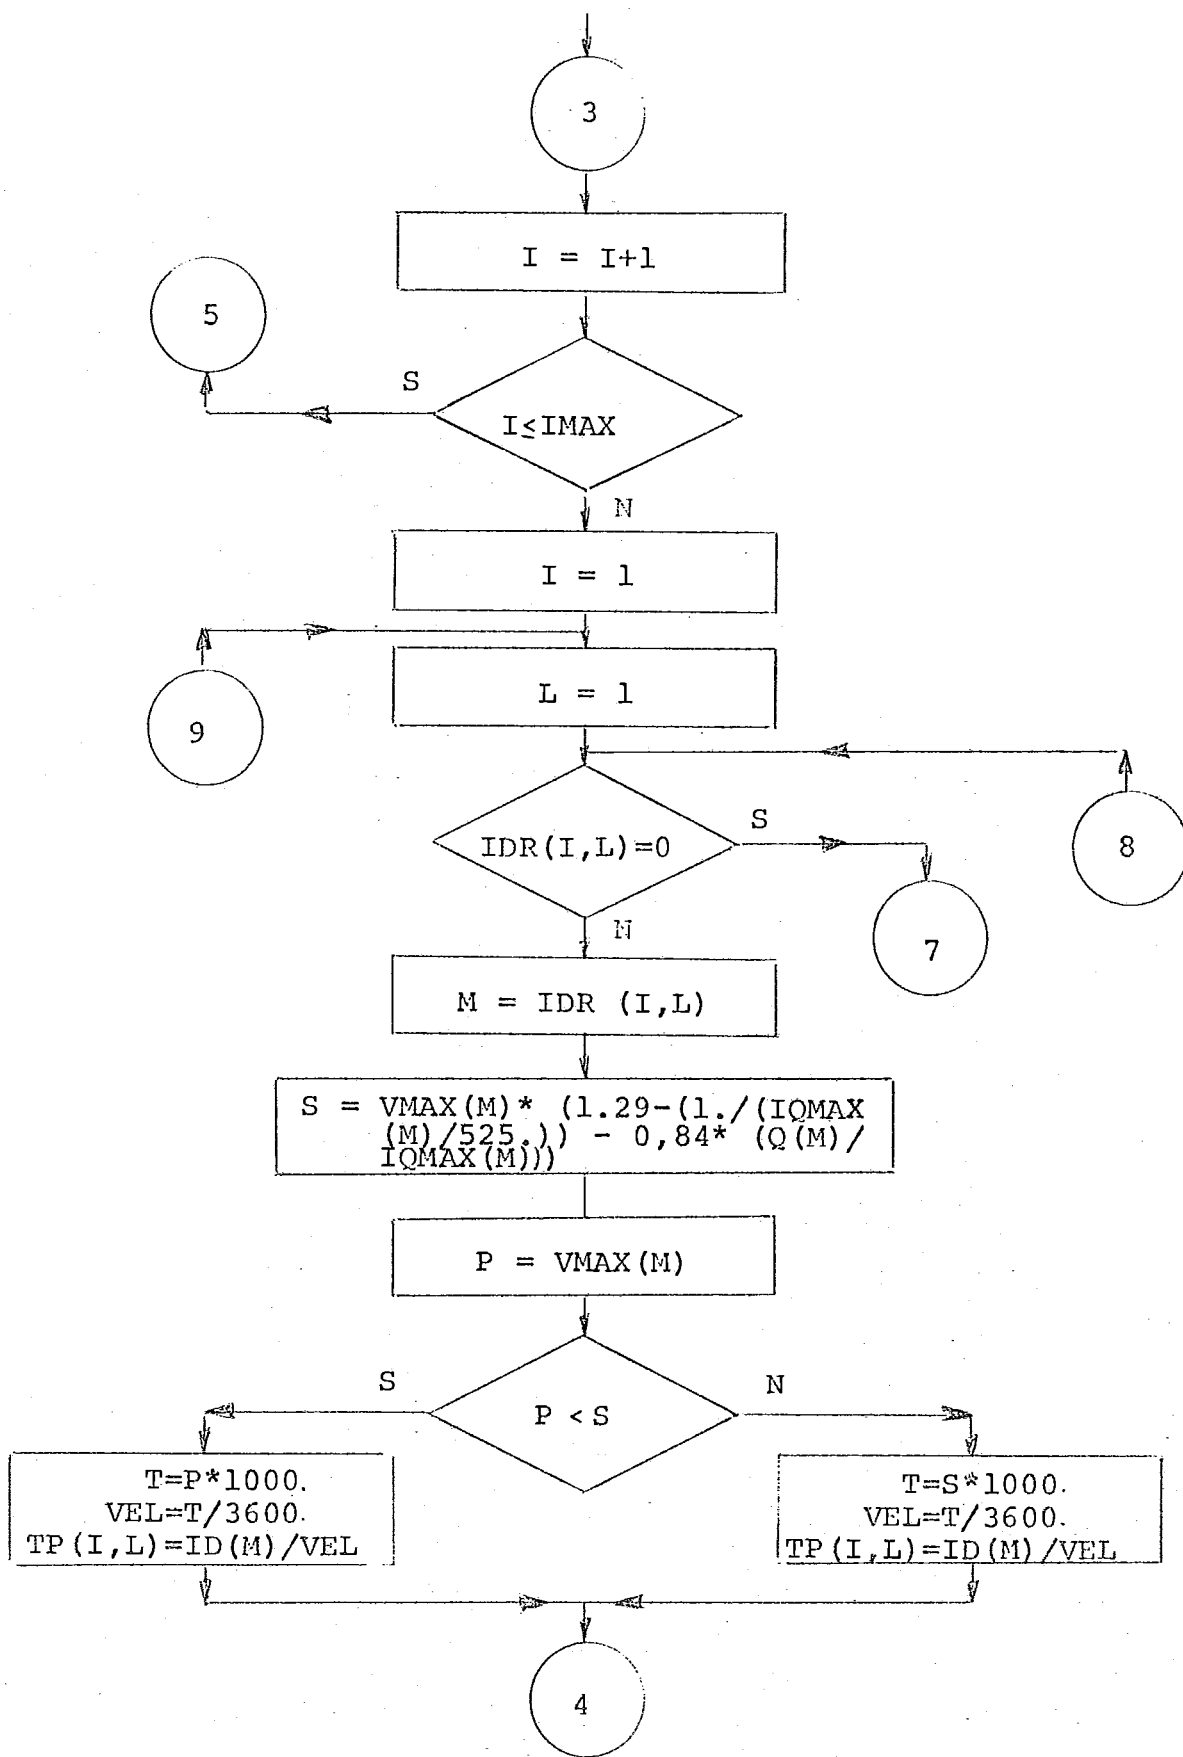 3
I = I+1
5
S
I≤IMAX
N
I = 1
L = 1
9
S
IDR(I,L)=0
8
7
N
M = IDR (I,L)
S = VMAX(M)* (1.29-(1./(IQMAX
(M)/525.)) - 0,84* (Q(M)/
IQMAX(M)))
P = VMAX(M)
S
N
P < S
T=P*1000.
VEL=T/3600.
TP(I,L)=ID(M)/VEL
T=S*1000.
VEL=T/3600.
TP(I,L)=ID(M)/VEL
4